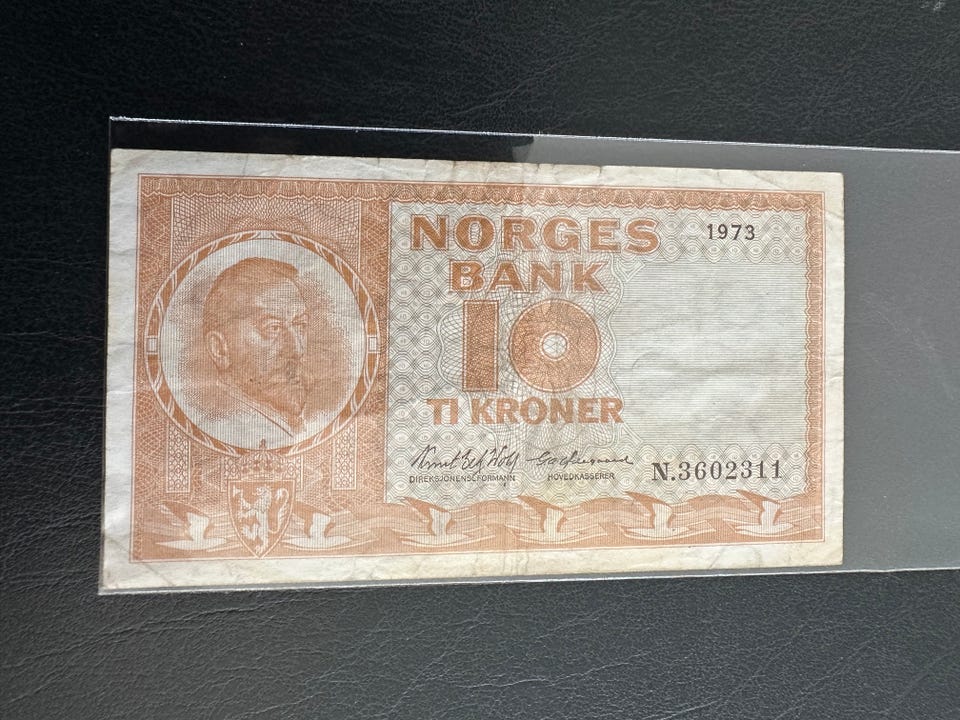 NORGES 1973
BANK
10
TI KRONER
DIREKSJONENS FORMANN HOVEDKASSERER
N.3602311